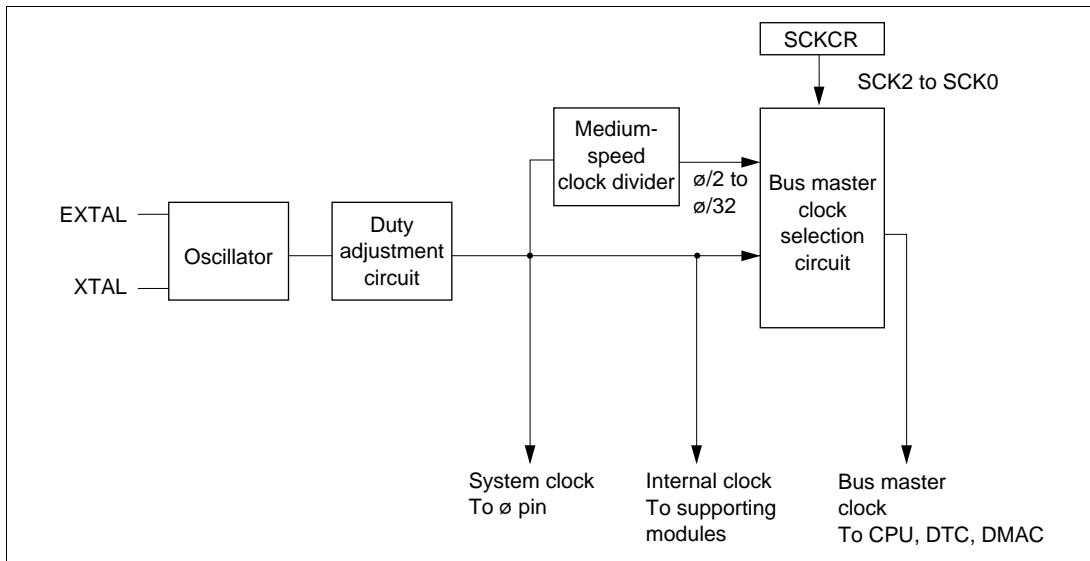 SCKCR
SCK2 to SCK0
Medium-
speed
clock divider
ø/2 to
ø/32
Bus master
clock
selection
circuit
EXTAL
XTAL
Oscillator
Duty
adjustment
circuit
System clock
To ø pin
Internal clock
To supporting
modules
Bus master
clock
To CPU, DTC, DMAC